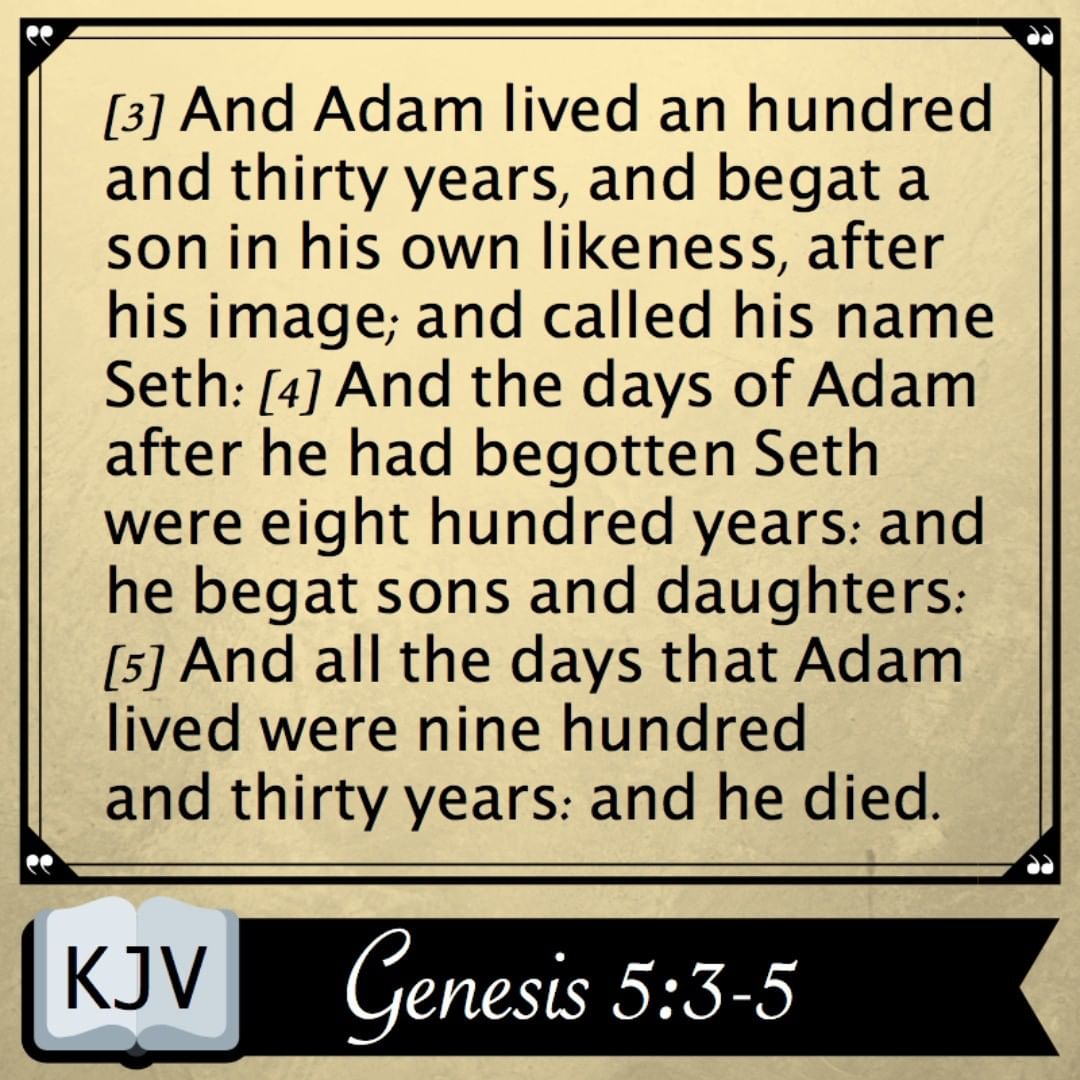 [3] And Adam lived an hundred
and thirty years, and begat a
son in his own likeness, after
his image; and called his name
Seth: [4] And the days of Adam
after he had begotten Seth
were eight hundred years: and
he begat sons and daughters:
[5] And all the days that Adam
lived were nine hundred
and thirty years: and he died.
KJV
Genesis 5:3-5